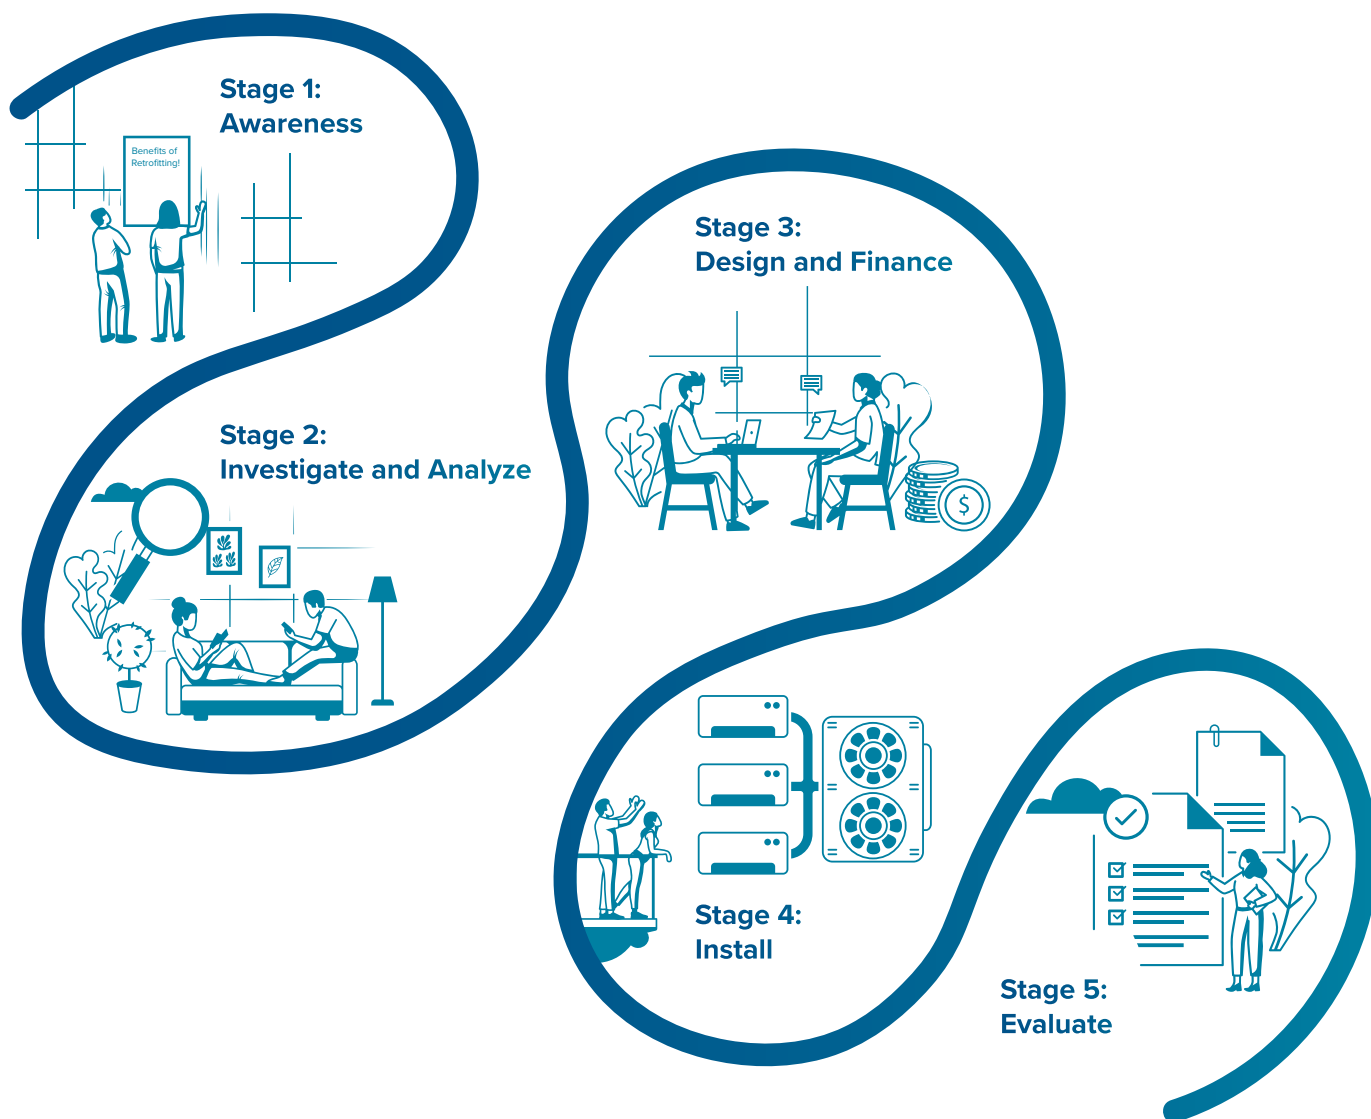 Stage 1:
Awareness
Benefits of
Retrofitting!
Stage 2:
Investigate and Analyze
Stage 3:
Design and Finance
$
Stage 4:
Install
Stage 5:
Evaluate